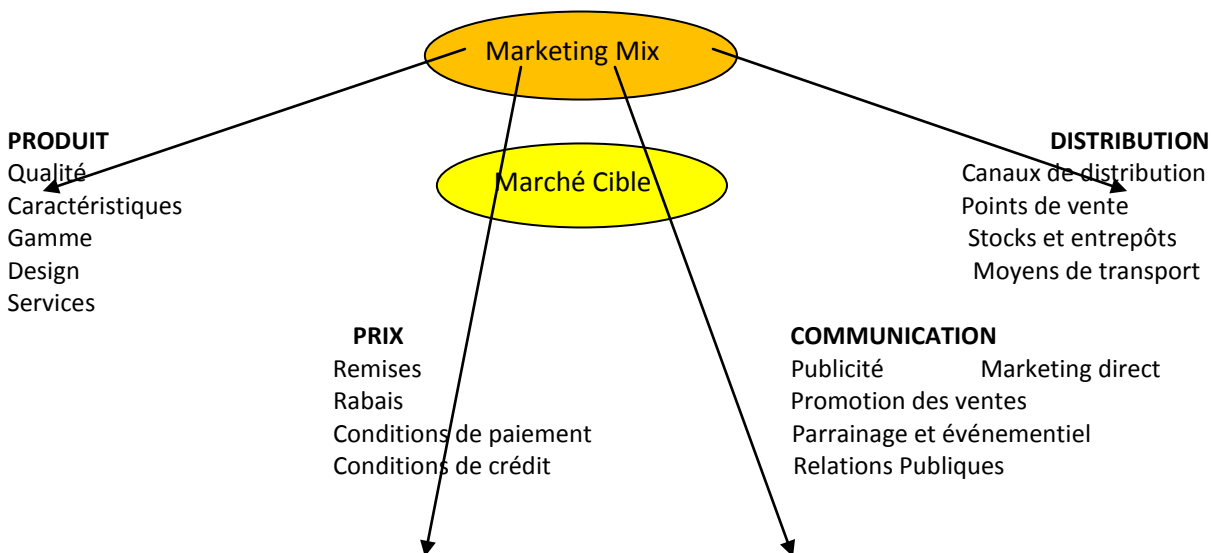 Marketing Mix
Marché Cible
PRODUIT
Qualité
Caractéristiques
Gamme
Design
Services
DISTRIBUTION
Canaux de distribution
Points de vente
Stocks et entrepôts
Moyens de transport
PRIX
Remises
Rabais
Conditions de paiement
Conditions de crédit
COMMUNICATION
Publicité Marketing direct
Promotion des ventes
Parrainage et événementiel
Relations Publiques